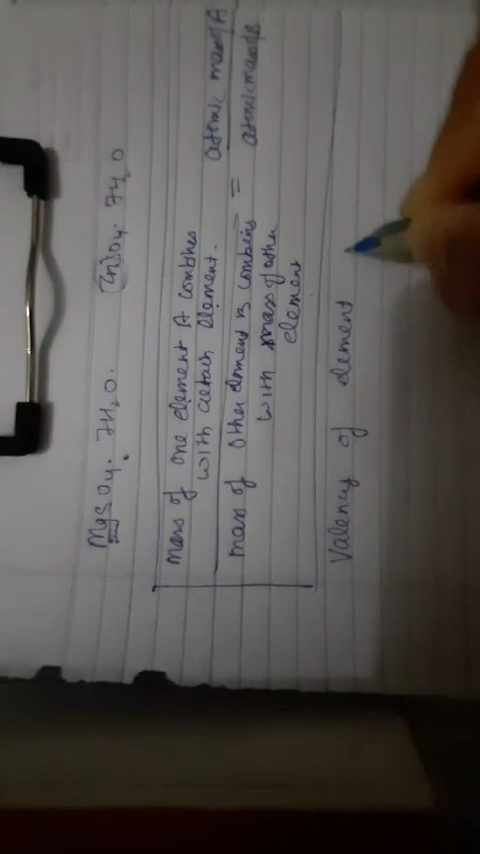 MgSO4. 7H2O. ZnSO4. 7H2O
mass of one element A combines
with certain element.
atomic mass of A
=
mass of other element B combines
with mass of other
element
atomic mass of B
Valency of element